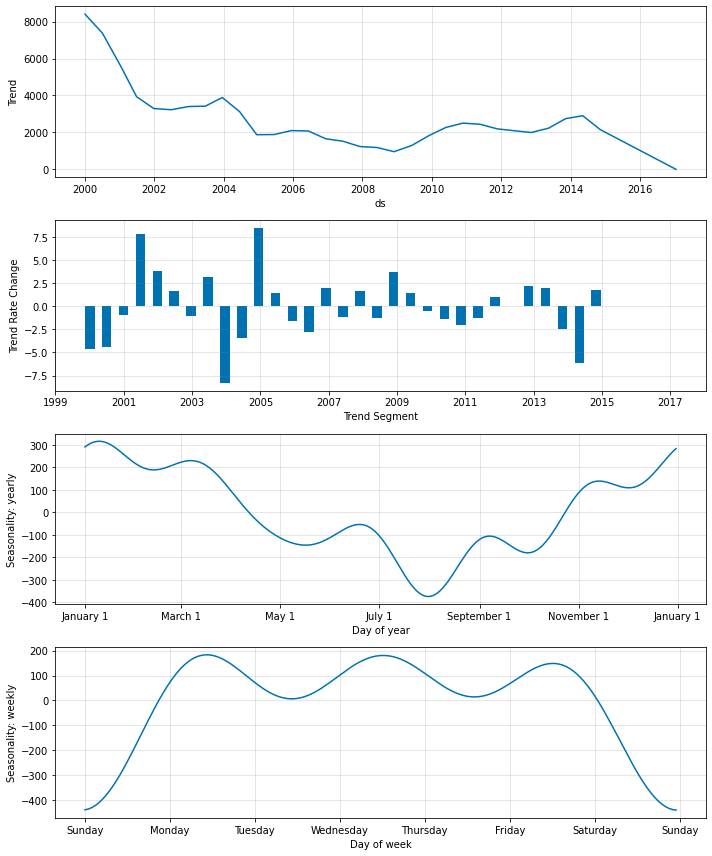 8000
6000
4000
2000
0
Trend
2000 2002 2004 2006 2008 2010 2012 2014 2016
ds
7.5
5.0
2.5
0.0
−2.5
−5.0
−7.5
Trend Rate Change
1999 2001 2003 2005 2007 2009 2011 2013 2015 2017
Trend Segment
300
200
100
0
−100
−200
−300
−400
Seasonality: yearly
January 1 March 1 May 1 July 1 September 1 November 1 January 1
Day of year
200
100
0
−100
−200
−300
−400
Seasonality: weekly
Sunday Monday Tuesday Wednesday Thursday Friday Saturday Sunday
Day of week